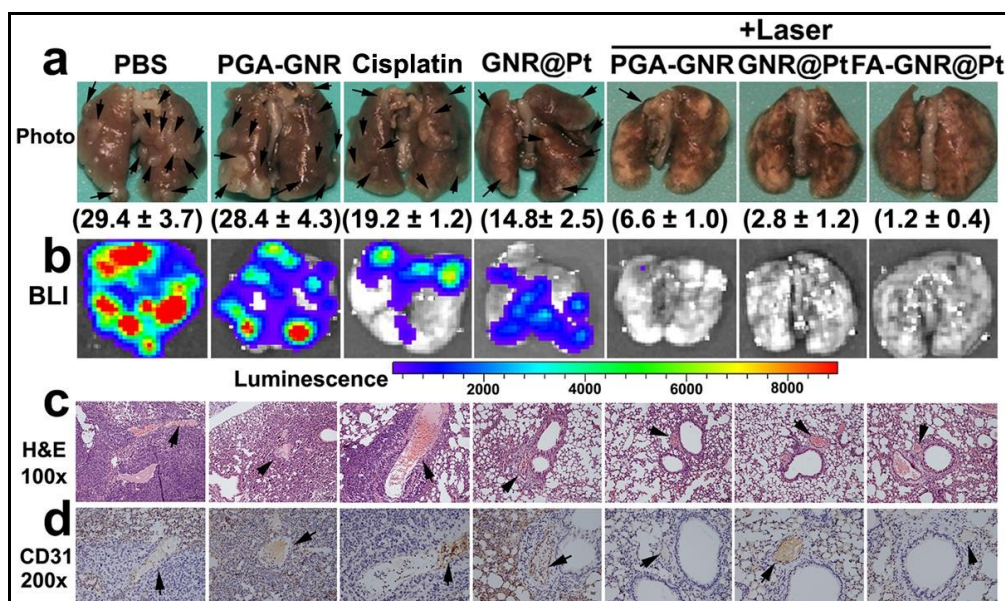 +Laser
a PBS PGA-GNR Cisplatin GNR@Pt PGA-GNR GNR@Pt FA-GNR@Pt
Photo
(29.4 ± 3.7) (28.4 ± 4.3) (19.2 ± 1.2) (14.8± 2.5) (6.6 ± 1.0) (2.8 ± 1.2) (1.2 ± 0.4)
b
BLI
Luminescence 2000 4000 6000 8000
c
H&E
100x
d
CD31
200x